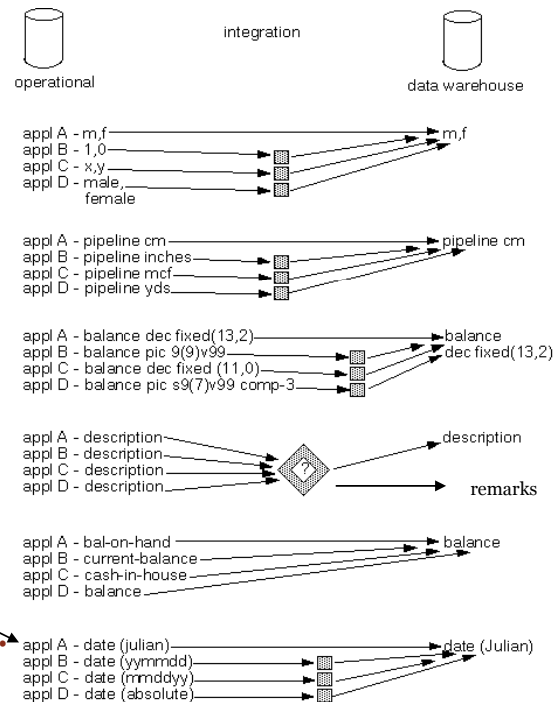 integration
operational
data warehouse
appl A - m,f
m,f
appl B - 1,0
appl C - x,y
appl D - male,
female
appl A - pipeline cm
pipeline cm
appl B - pipeline inches
appl C - pipeline mcf
appl D - pipeline yds
appl A - balance dec fixed(13,2)
balance
appl B - balance pic 9(9)v99
dec fixed(13,2)
appl C - balance dec fixed (11,0)
appl D - balance pic s9(7)v99 comp-3
appl A - description
description
appl B - description
appl C - description
appl D - description
?
remarks
appl A - bal-on-hand
balance
appl B - current-balance
appl C - cash-in-house
appl D - balance
appl A - date (julian)
date (Julian)
appl B - date (yymmdd)
appl C - date (mmddyy)
appl D - date (absolute)